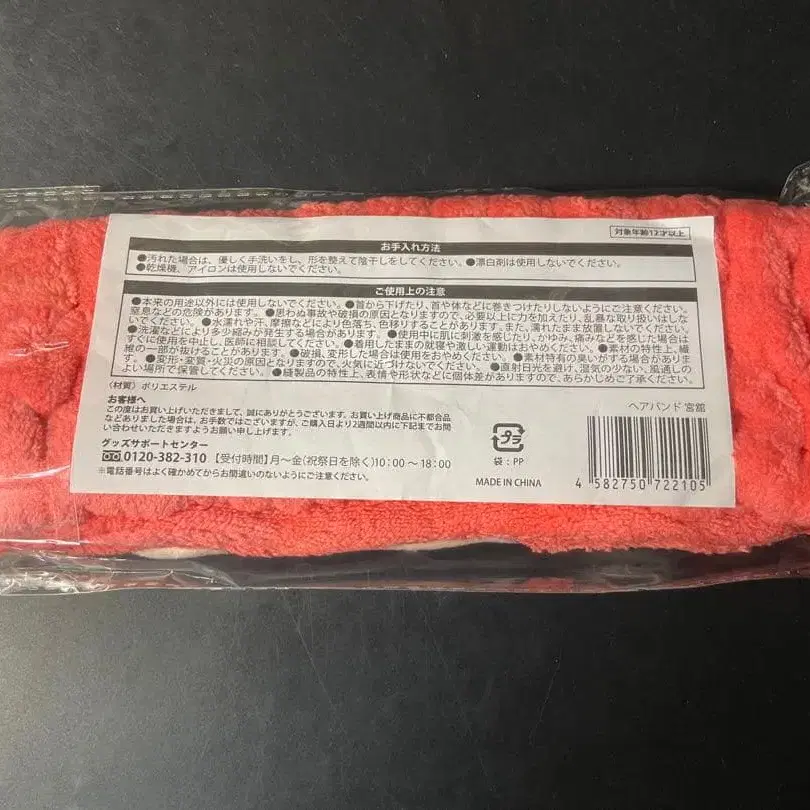 対象年齢12才以上
お手入れ方法
●汚れた場合は、優しく手洗いをし、形を整えて陰干しをしてください。●漂白剤は使用しないでください。
●乾燥機、アイロンは使用しないでください。
ご使用上の注意
●本来の用途以外には使用しないでください。●首から下げたり、首や体などに巻きつけたりしないようにご注意ください。
窒息などの危険があります。●思わぬ事故や破損の原因となりますので、必要以上に力を加えたり、乱暴な取り扱いはしな
いでください。●水濡れや汗、摩擦などにより色落ち、色移りすることがあります。また、濡れたまま放置しないでください。
●洗濯などにより多少縮みが発生する場合があります。●使用中に肌に刺激を感じたり、かゆみ、痛みなどを感じた場合は
すぐに使用を中止し、医師に相談してください。●着用したままの就寝や激しい運動はおやめください。●素材の特性上、繊
維の一部が抜けることがあります。●破損、変形した場合は使用をおやめください。●素材特有の臭いがする場合がありま
す。●変形・変質・火災の原因となりますので、火気に近づけないでください。●直射日光を避け、湿気の少ない、風通しの
よい場所で保管してください。●縫製品の特性上、表情や形状などに個体差がありますので、あらかじめご了承ください。
〈材質〉ポリエステル
お客様へ
この度はお買い上げいただきまして、誠にありがとうございます。お買い上げ商品に不都合品
などありました場合は、お手数ではございますが、ご購入日より2週間以内に下記までお問
い合わせいただきますようお願い申し上げます。
グッズサポートセンター
0120-382-310 【受付時間】月〜金(祝祭日を除く)10:00〜18:00
※電話番号はよく確かめてからお間違いのないようにご注意ください。
プラ
袋:PP
MADE IN CHINA
ヘアバンド 宮舘
4 582750 722105